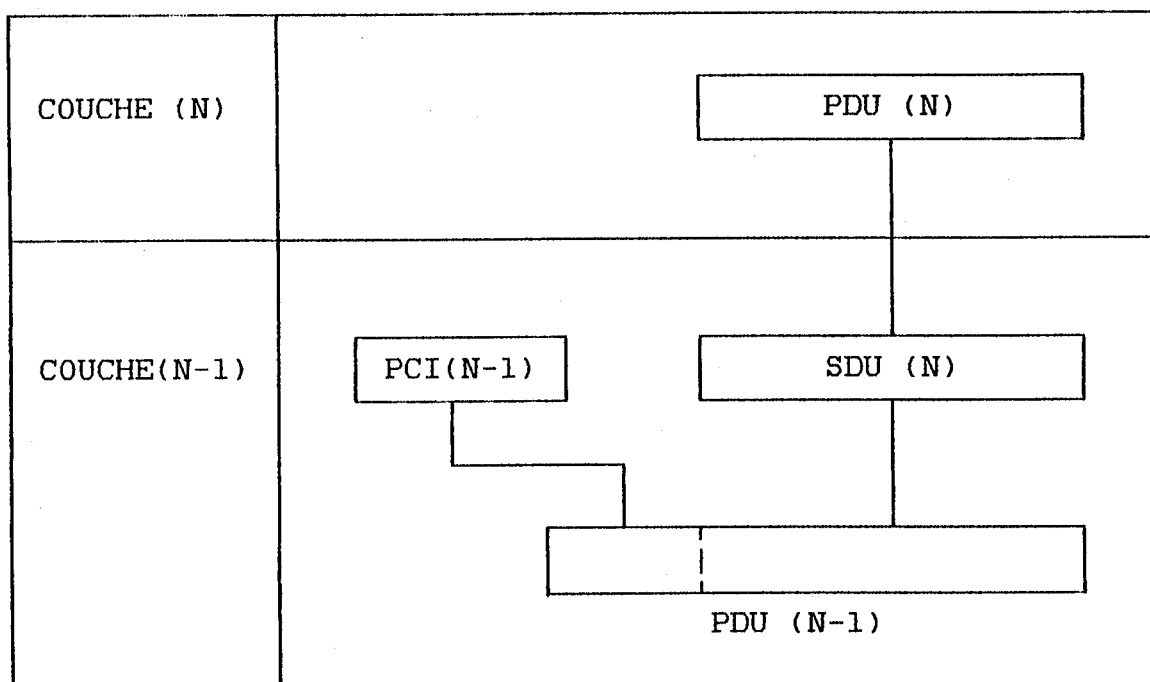 COUCHE (N)
PDU (N)
COUCHE(N-1)
PCI(N-1)
SDU (N)
PDU (N-1)